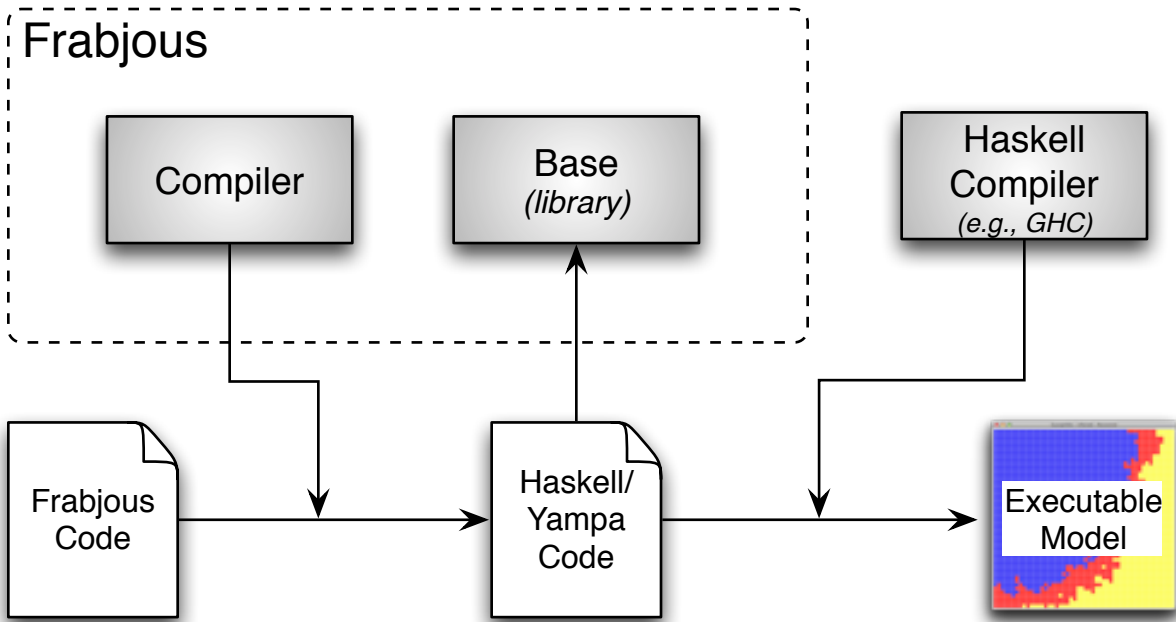 Frabjous
Compiler
Base
(library)
Haskell
Compiler
(e.g., GHC)
Frabjous
Code
Haskell/
Yampa
Code
Executable
Model